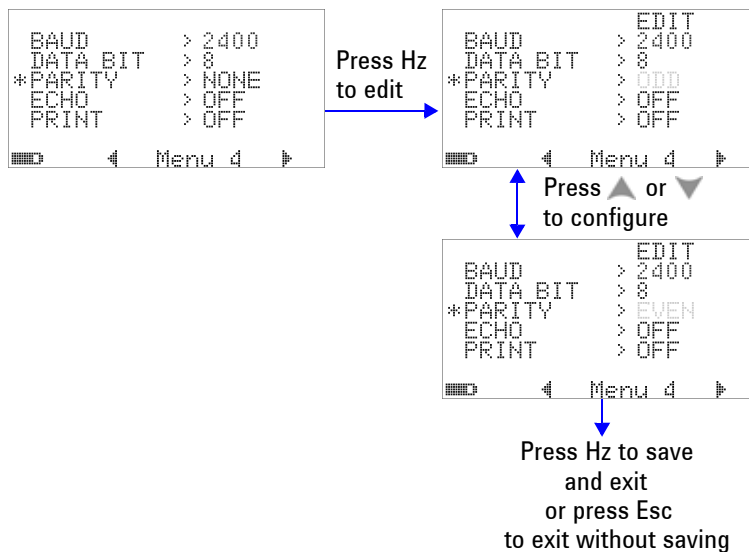 BAUD > 2400
DATA BIT > 8
*PARITY > NONE
ECHO > OFF
PRINT > OFF
Menu 4
Press Hz
to edit
EDIT
BAUD > 2400
DATA BIT > 8
*PARITY > ODD
ECHO > OFF
PRINT > OFF
Menu 4
Press ▲ or ▼
to configure
EDIT
BAUD > 2400
DATA BIT > 8
*PARITY > EVEN
ECHO > OFF
PRINT > OFF
Menu 4
Press Hz to save
and exit
or press Esc
to exit without saving